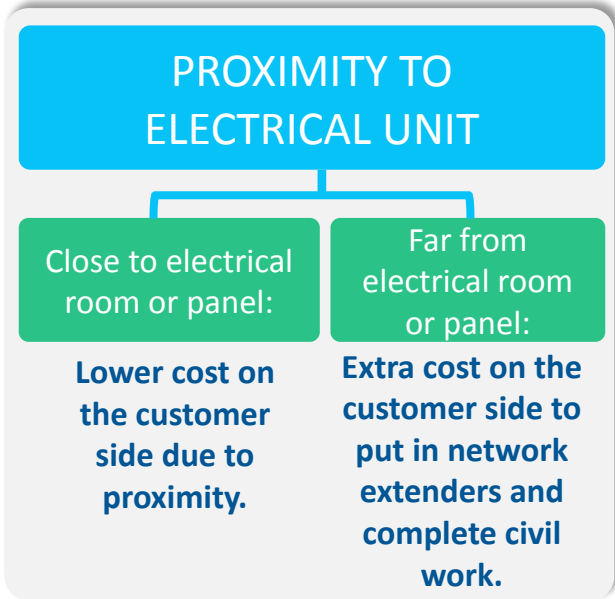 PROXIMITY TO
ELECTRICAL UNIT
Close to electrical
room or panel:
Lower cost on
the customer
side due to
proximity.
Far from
electrical room
or panel:
Extra cost on the
customer side to
put in network
extenders and
complete civil
work.